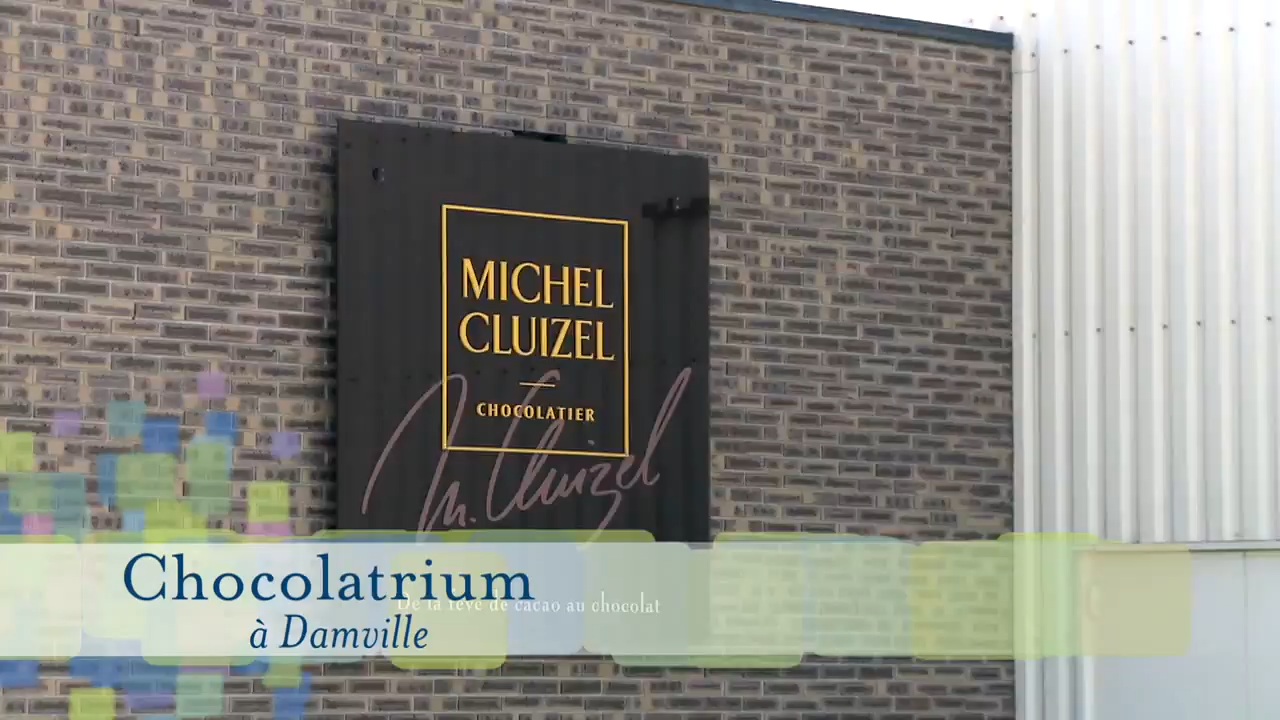 MICHEL
CLUIZEL
CHOCOLATIER
M. Cluizel
De la fève de cacao au chocolat
Chocolatrium
à Damville